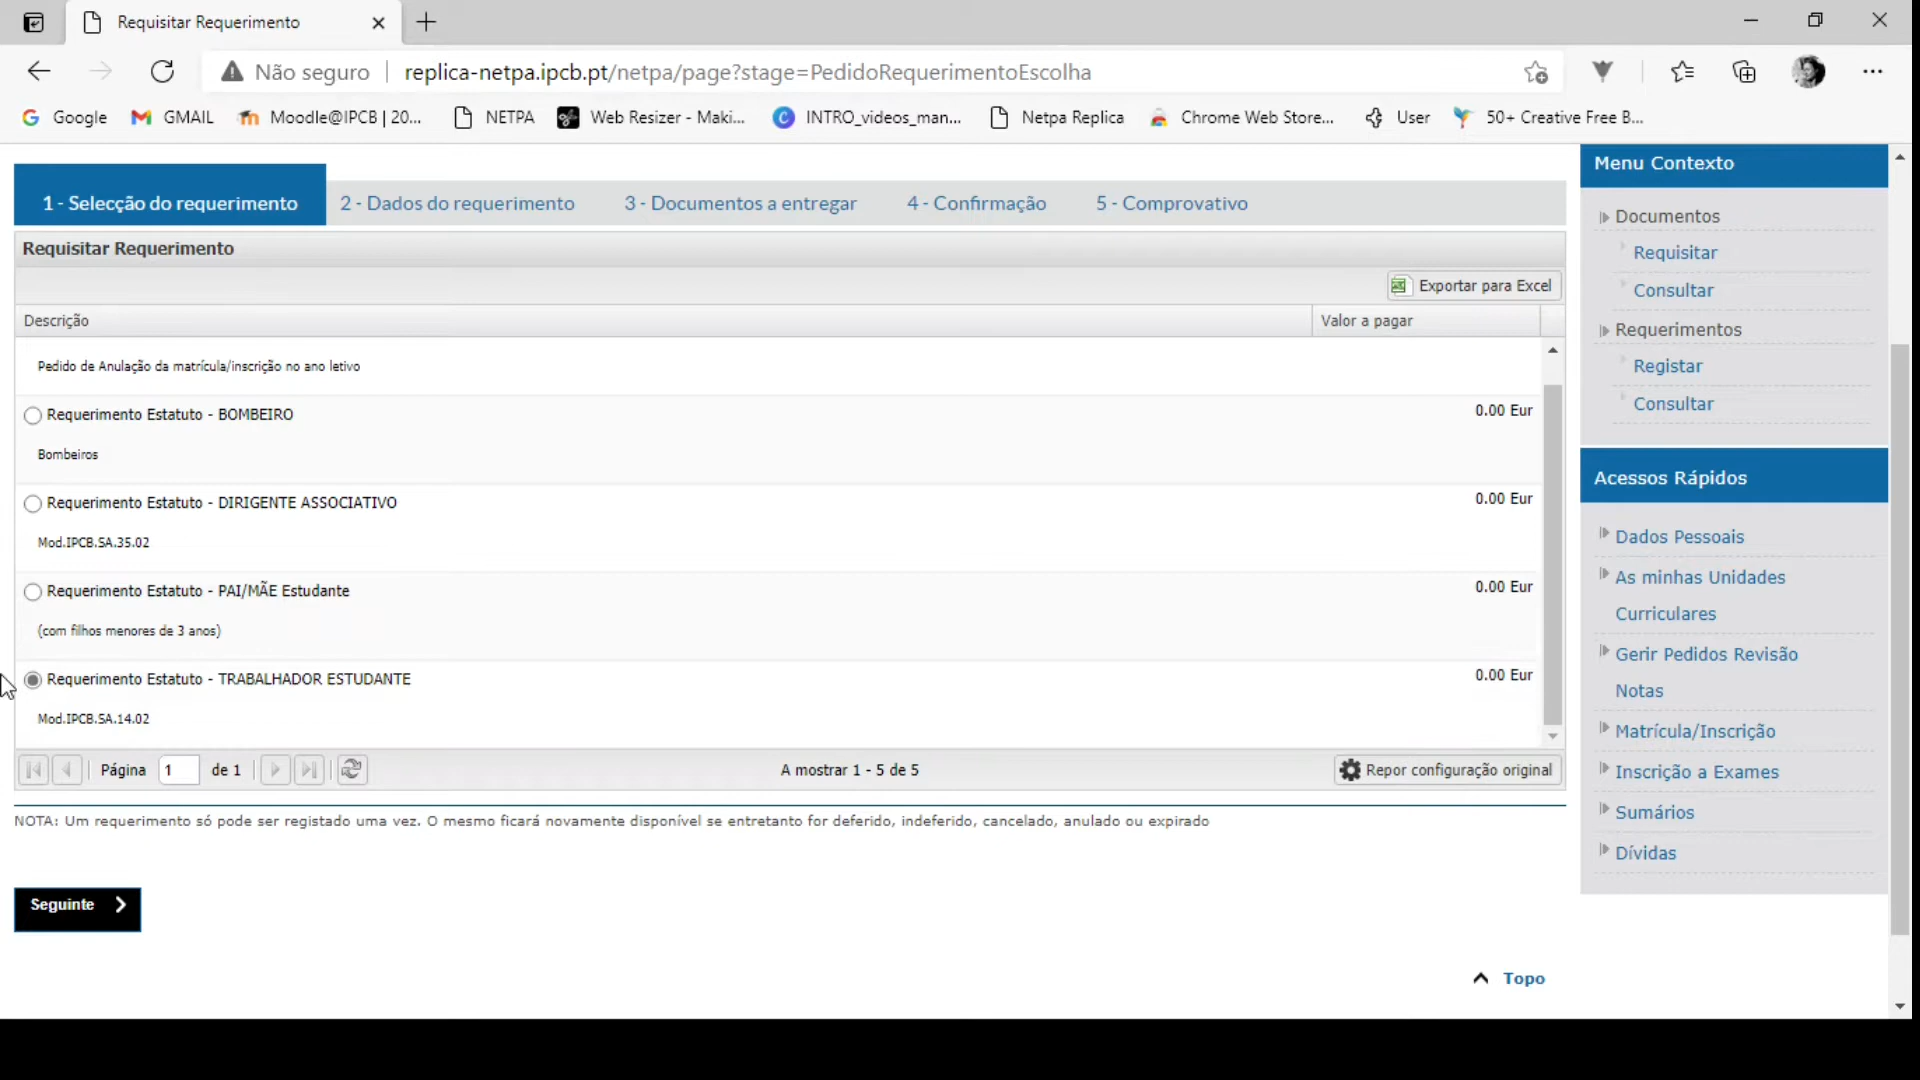 Requisitar Requerimento
Não seguro
replica-netpa.ipcb.pt/netpa/page?stage=PedidoRequerimentoEscolha
Google
GMAIL
Moodle@IPCB | 20...
NETPA
Web Resizer - Maki...
INTRO_videos_man...
Netpa Replica
Chrome Web Store...
User
50+ Creative Free B...
1 - Selecção do requerimento
2 - Dados do requerimento
3 - Documentos a entregar
4 - Confirmação
5 - Comprovativo
Requisitar Requerimento
Exportar para Excel
Descrição
Valor a pagar
Pedido de Anulação da matrícula/inscrição no ano letivo
Requerimento Estatuto - BOMBEIRO
0.00 Eur
Bombeiros
Requerimento Estatuto - DIRIGENTE ASSOCIATIVO
0.00 Eur
Mod.IPCB.SA.35.02
Requerimento Estatuto - PAI/MÃE Estudante
0.00 Eur
(com filhos menores de 3 anos)
Requerimento Estatuto - TRABALHADOR ESTUDANTE
0.00 Eur
Mod.IPCB.SA.14.02
Página 1 de 1
A mostrar 1 - 5 de 5
Repor configuração original
NOTA: Um requerimento só pode ser registado uma vez. O mesmo ficará novamente disponível se entretanto for deferido, indeferido, cancelado, anulado ou expirado
Seguinte
Topo
Menu Contexto
Documentos
Requisitar
Consultar
Requerimentos
Registar
Consultar
Acessos Rápidos
Dados Pessoais
As minhas Unidades
Curriculares
Gerir Pedidos Revisão
Notas
Matrícula/Inscrição
Inscrição a Exames
Sumários
Dívidas